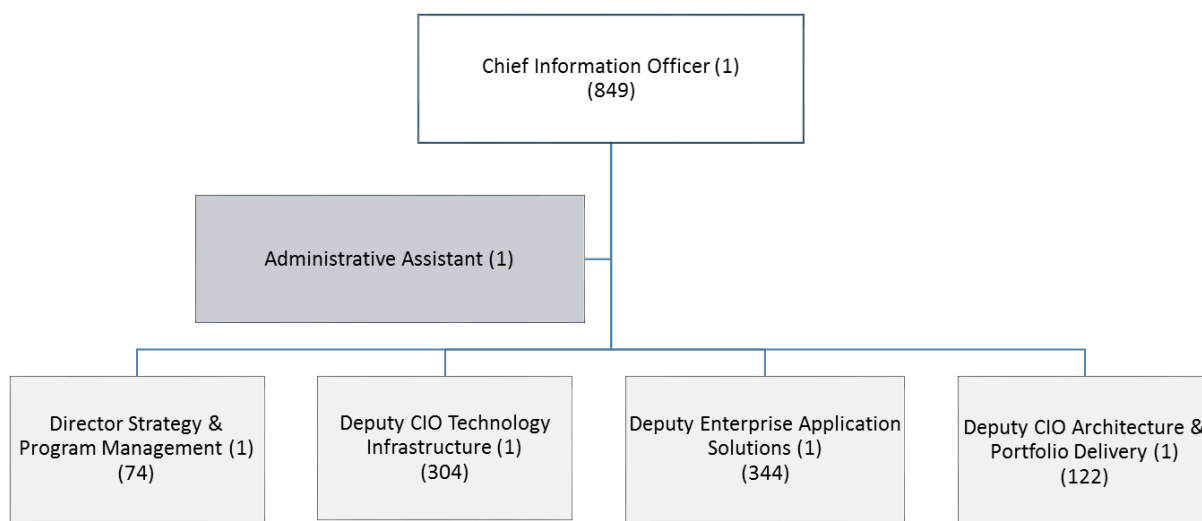 Chief Information Officer (1)
(849)
Administrative Assistant (1)
Director Strategy &
Program Management (1)
(74)
Deputy CIO Technology
Infrastructure (1)
(304)
Deputy Enterprise Application
Solutions (1)
(344)
Deputy CIO Architecture &
Portfolio Delivery (1)
(122)